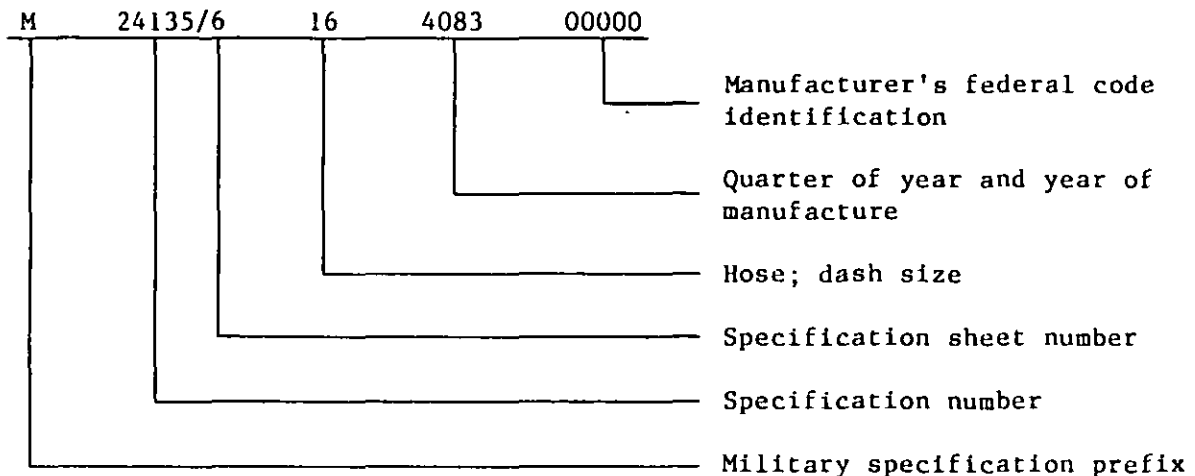 M 24135/6 16 4083 00000
Manufacturer's federal code
identification
Quarter of year and year of
manufacture
Hose; dash size
Specification sheet number
Specification number
Military specification prefix